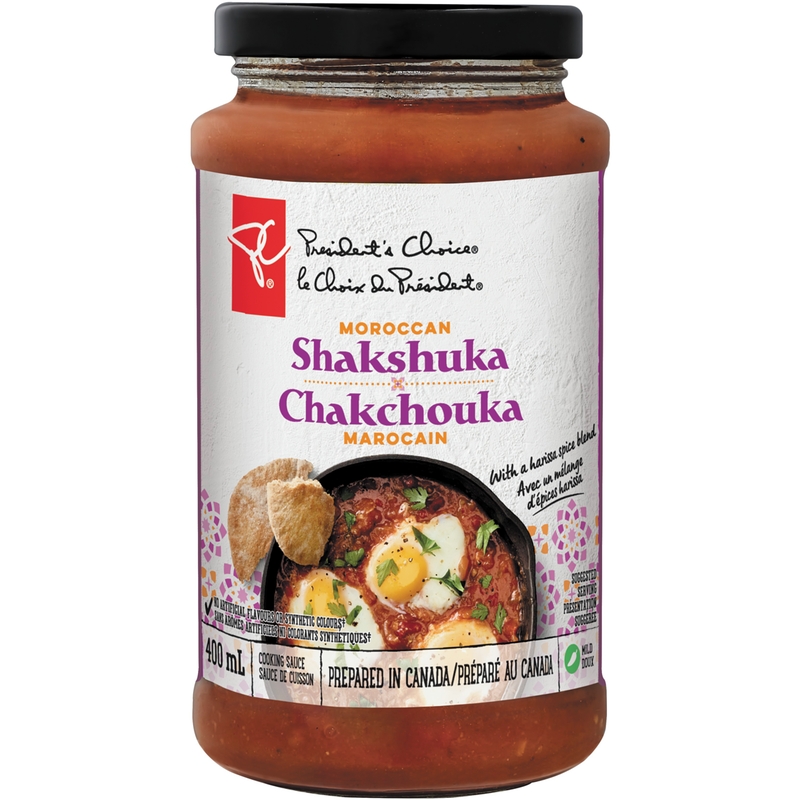 President's Choice®
le Choix du Président®
PC®
MOROCCAN
Shakshuka
Chakchouka
MAROCAIN
With a harissa spice blend
Avec un mélange
d'épices harissa
SUGGESTED
SERVING
PRÉSENTATION
SUGGÉRÉE
✓ NO ARTIFICIAL FLAVOURS OR SYNTHETIC COLOURS‡
SANS ARÔMES ARTIFICIELS NI COLORANTS SYNTHÉTIQUES‡
400 mL
COOKING SAUCE
SAUCE DE CUISSON
PREPARED IN CANADA/PRÉPARÉ AU CANADA
MILD
DOUX